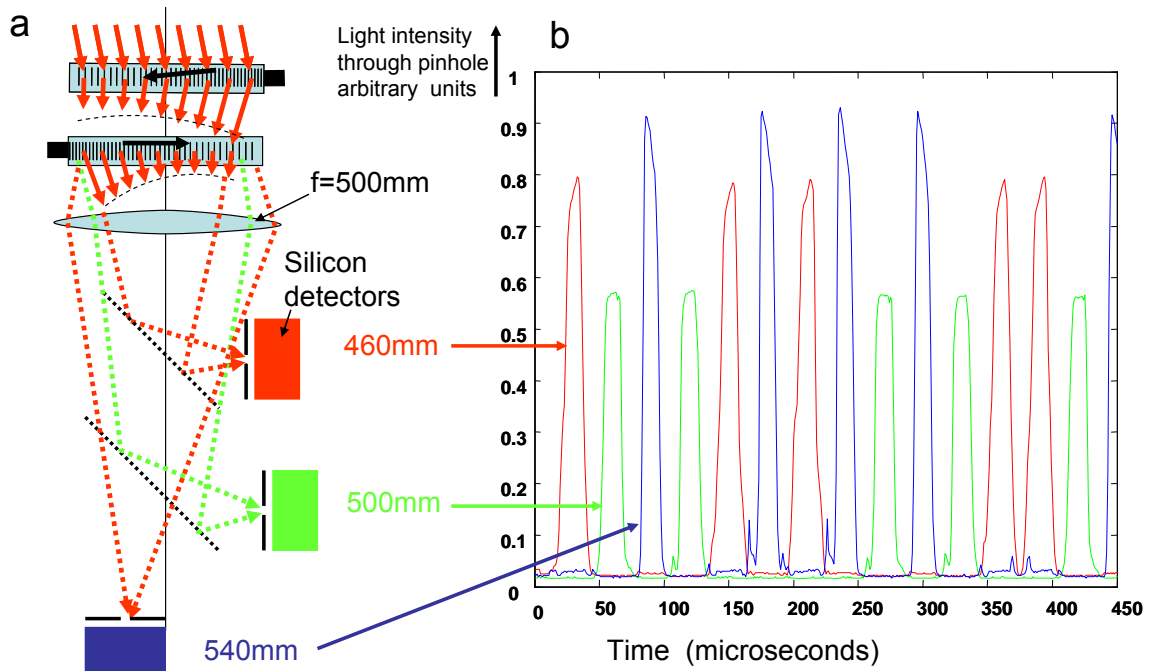 a
Light intensity
through pinhole
arbitrary units
b
f=500mm
Silicon
detectors
460mm
500mm
540mm
1
0.9
0.8
0.7
0.6
0.5
0.4
0.3
0.2
0.1
0
0 50 100 150 200 250 300 350 400 450
Time (microseconds)